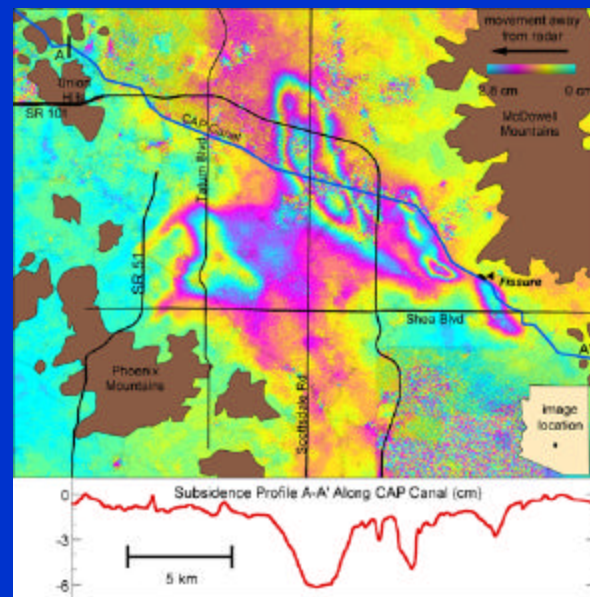 movement away
from radar
2.8 cm
0 cm
A
Union
Hills
SR 101
CAP Canal
Tatum Blvd
McDowell
Mountains
SR 51
Fissure
Shea Blvd
A'
Phoenix
Mountains
Scottsdale Rd
image
location
Subsidence Profile A-A' Along CAP Canal (cm)
0
-3
-6
5 km